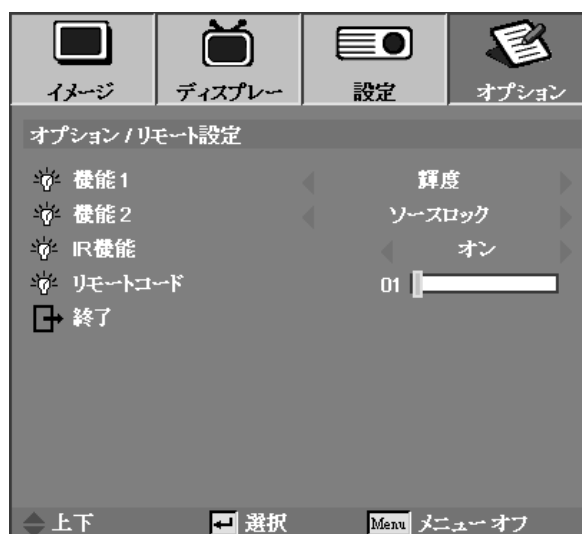 イメージ ディスプレー 設定 オプション
オプション / リモート設定
機能1 輝度
機能2 ソースロック
IR機能 オン
リモートコード 01
終了
上下 選択 Menu メニュー オフ